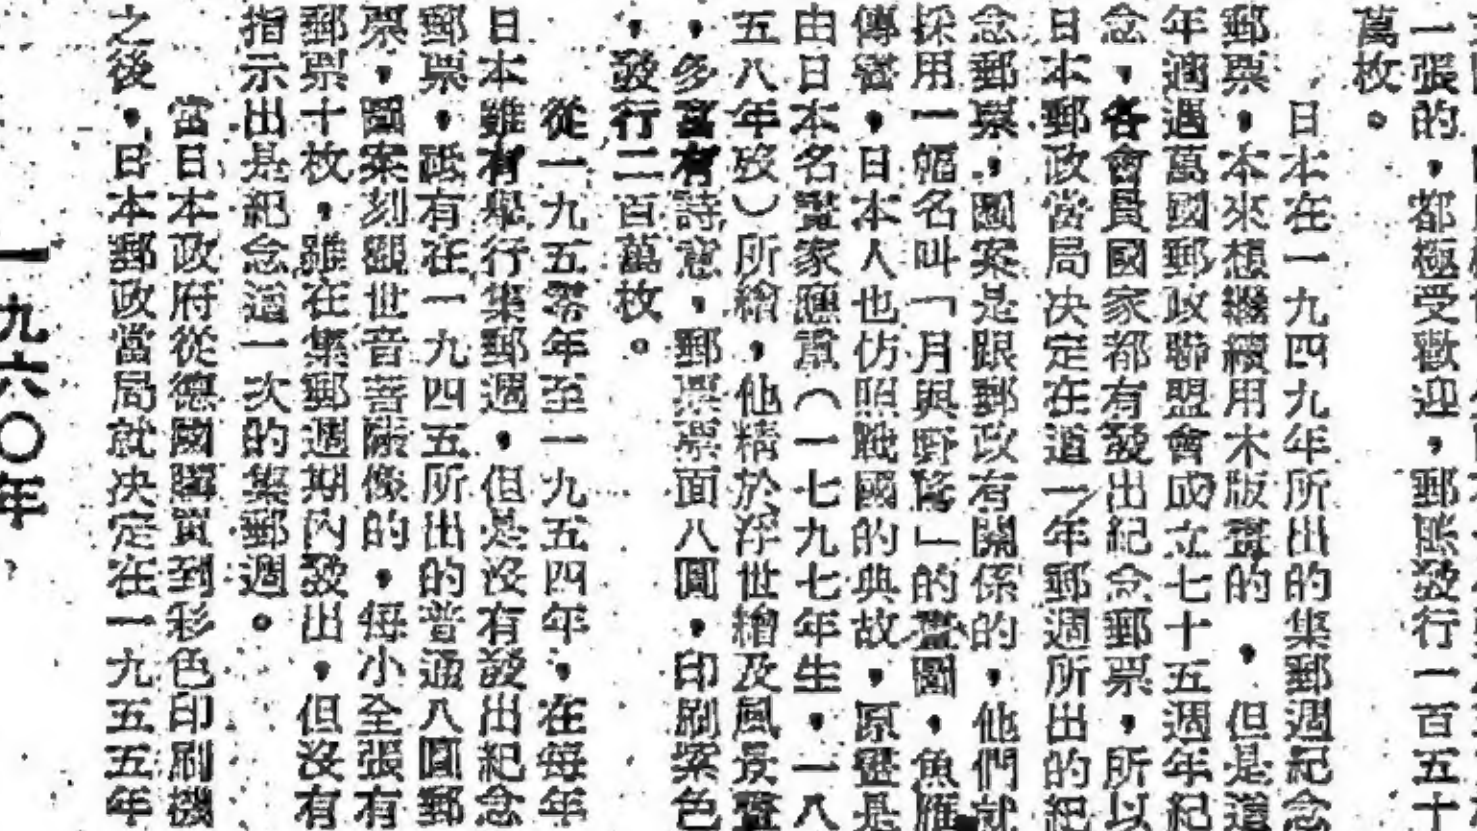 一張的，都極受歡迎，郵票發行一百五十
萬枚。
日本在一九四九年所出的集郵週紀念
郵票，本來想繼續用木版畫的，但是這
年適遇萬國郵政聯盟會成立七十五週年紀
念，各會員國家都有發出紀念郵票，所以
日本郵政當局決定在這一年郵週所出的紀
念郵票，圖案是跟郵政有關係的，他們就
採用一幅名叫「月與野」的畫圖，魚雁
傳書，日本人也仿照我國的典故，原畫是
由日本名畫家廣重（一七九七年生，一八
五八年歿）所繪，他精於浮世繪及風景畫
，多富有詩意，郵票票面八圓，印刷紫色
，發行二百萬枚。
從一九五零年至一九五四年，在每年
日本雖有舉行集郵週，但是沒有發出紀念
郵票，祇有在一九四五所出的普通八圓郵
票，圖案刻觀世音菩薩像的，每小全張有
郵票十枚，雖在集郵週期內發出，但沒有
指示出是紀念這一次的集郵週。
當日本政府從德國購買到彩色印刷機
之後，日本郵政當局就決定在一九五五年
一九六〇年